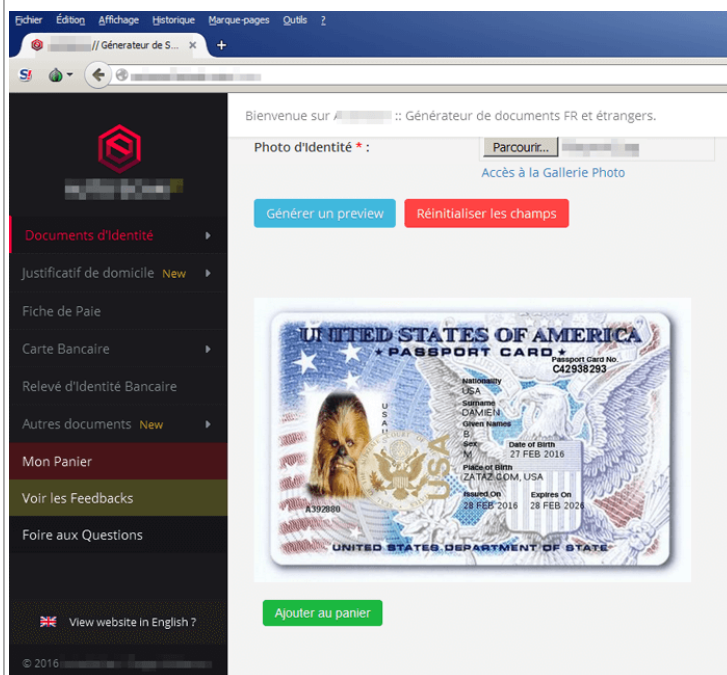 Fichier Édition Affichage Historique Marque-pages Outils ?
// Génerateur de S... × +
S!
Bienvenue sur A :: Générateur de documents FR et étrangers.
Photo d'Identité * :
Parcourir...
Accès à la Gallerie Photo
Générer un preview
Réinitialiser les champs
Documents d'Identité
Justificatif de domicile New
Fiche de Paie
Carte Bancaire
Relevé d'Identité Bancaire
Autres documents New
Mon Panier
Voir les Feedbacks
Foire aux Questions
View website in English ?
© 2016
UNITED STATES OF AMERICA
PASSPORT CARD
Passport Card No.
C42938293
Nationality
USA
Surname
DAMIEN
Given Names
B
Sex
M
Date of Birth
27 FEB 2016
Place of Birth
ZATAZ.COM, USA
Issued On
28 FEB 2016
Expires On
28 FEB 2026
USA
USA
A392880
UNITED STATES DEPARTMENT OF STATE
Ajouter au panier